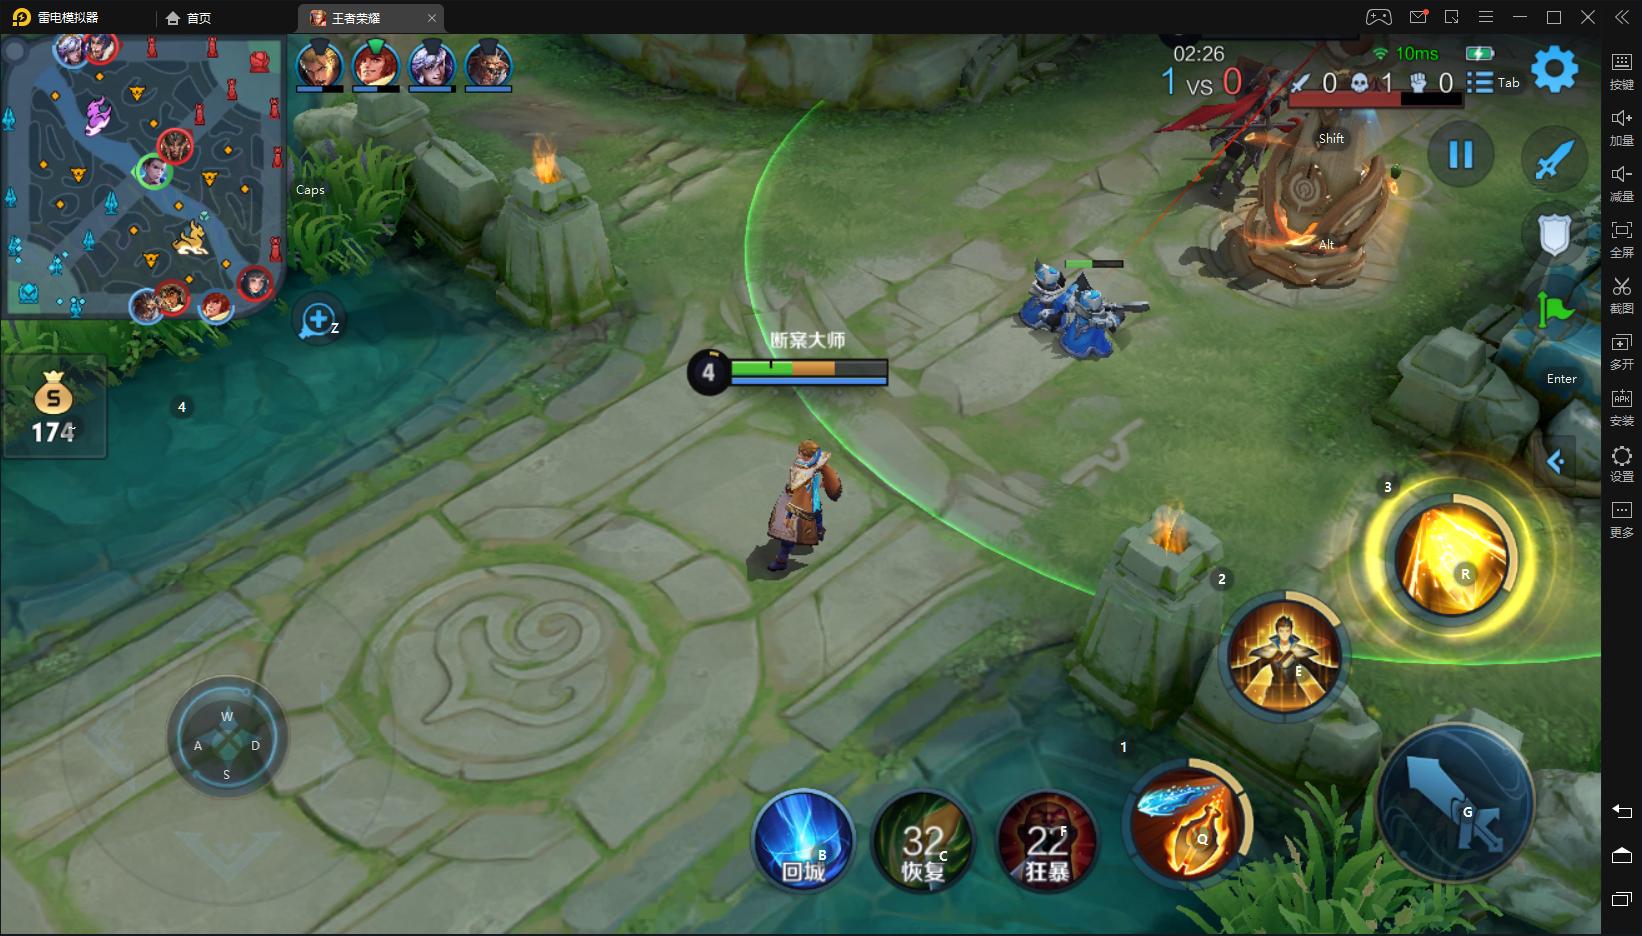 雷电模拟器
首页
王者荣耀
02:26
10ms
1 vs 0
0 1 0
Tab
按键
加量
减量
全屏
截图
多开
安装
设置
更多
APK
Shift
Caps
Alt
Z
断案大师
4
S
174
4
Enter
3
R
2
E
W
A D
S
1
Q
G
B
回城
32
C
恢复
22
F
狂暴